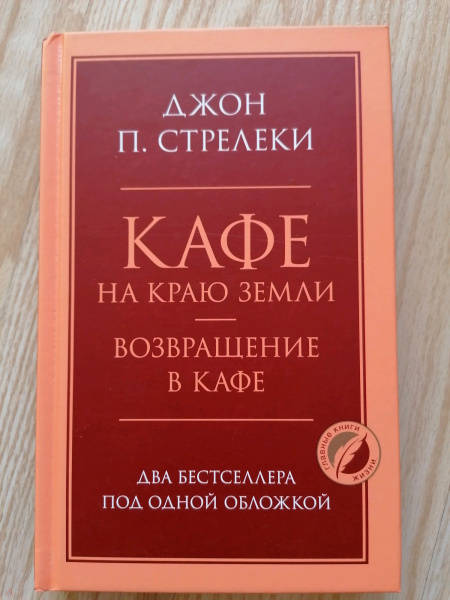 ДЖОН
П. СТРЕЛЕКИ
КАФЕ
НА КРАЮ ЗЕМЛИ
ВОЗВРАЩЕНИЕ
В КАФЕ
ГЛАВНЫЕ КНИГИ
ЖИЗНИ
ДВА БЕСТСЕЛЛЕРА
ПОД ОДНОЙ ОБЛОЖКОЙ